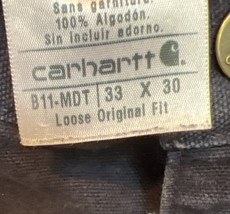 Sans garniture.
100% Algodón.
Sin incluir adorno.
carhartt
B11-MDT 33 X 30
Loose Original Fit